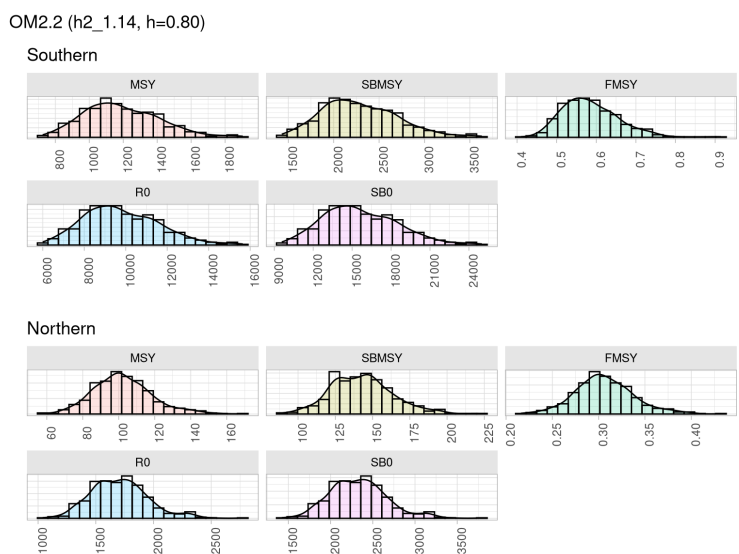 OM2.2 (h2_1.14, h=0.80)
Southern
MSY SBMSY FMSY
800 1000 1200 1400 1600 1800 1500 2000 2500 3000 3500 0.4 0.5 0.6 0.7 0.8 0.9
R0 SB0
6000 8000 10000 12000 14000 16000 9000 12000 15000 18000 21000 24000
Northern
MSY SBMSY FMSY
60 80 100 120 140 160 100 125 150 175 200 225 0.20 0.25 0.30 0.35 0.40
R0 SB0
1000 1500 2000 2500 1500 2000 2500 3000 3500